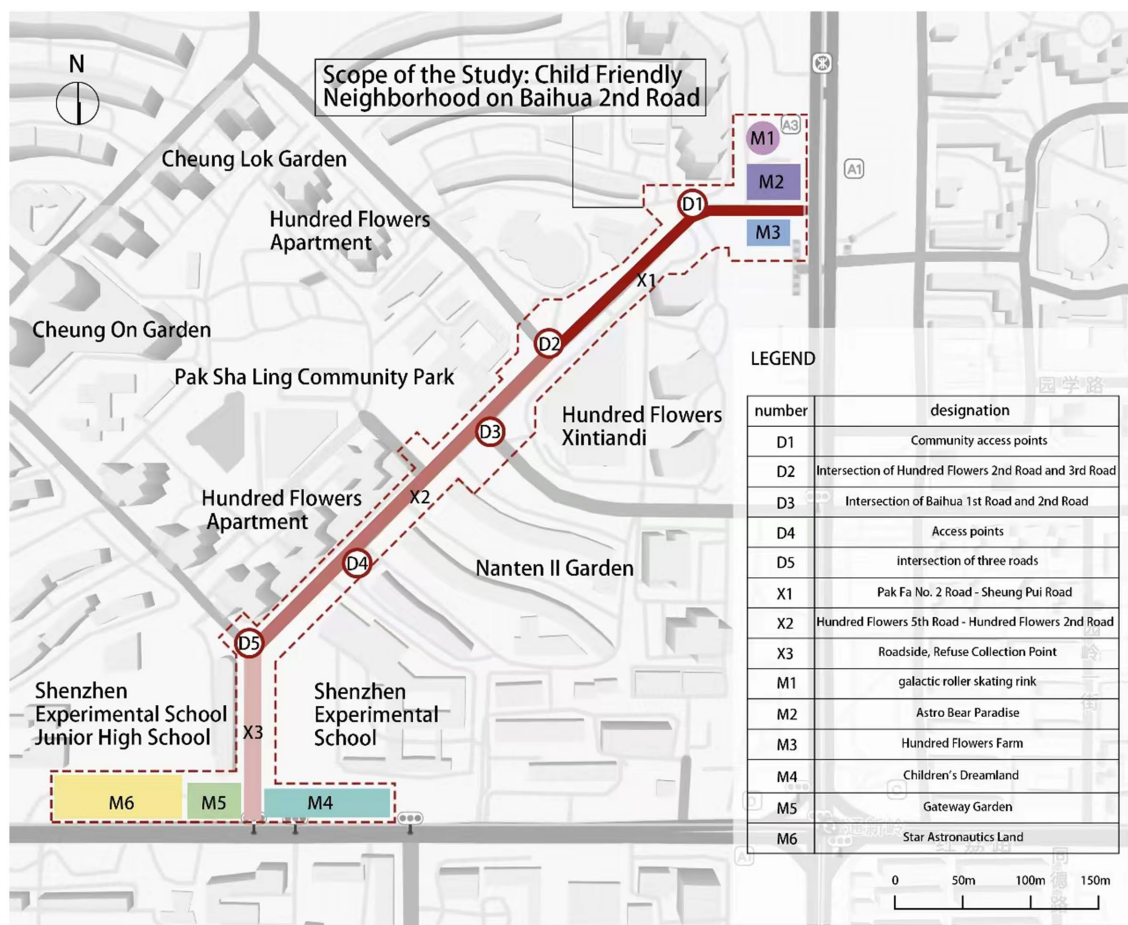 N
Scope of the Study: Child Friendly
Neighborhood on Baihua 2nd Road
A3
M1
A1
M2
D1
M3
Cheung Lok Garden
Hundred Flowers
Apartment
X1
Cheung On Garden
D2
Pak Sha Ling Community Park
D3
Hundred Flowers
Xintiandi
X2
Hundred Flowers
Apartment
D4
Nanten II Garden
D5
Shenzhen
Experimental School
Junior High School
X3
Shenzhen
Experimental
School
M6
M5
M4
LEGEND
园学路
number designation
D1 Community access points
D2 Intersection of Hundred Flowers 2nd Road and 3rd Road
D3 Intersection of Baihua 1st Road and 2nd Road
D4 Access points
D5 intersection of three roads
X1 Pak Fa No. 2 Road - Sheung Pui Road
X2 Hundred Flowers 5th Road - Hundred Flowers 2nd Road
X3 Roadside, Refuse Collection Point
M1 galactic roller skating rink
M2 Astro Bear Paradise
M3 Hundred Flowers Farm
M4 Children's Dreamland
M5 Gateway Garden
M6 Star Astronautics Land
D
C
A1
0 50m 100m 150m